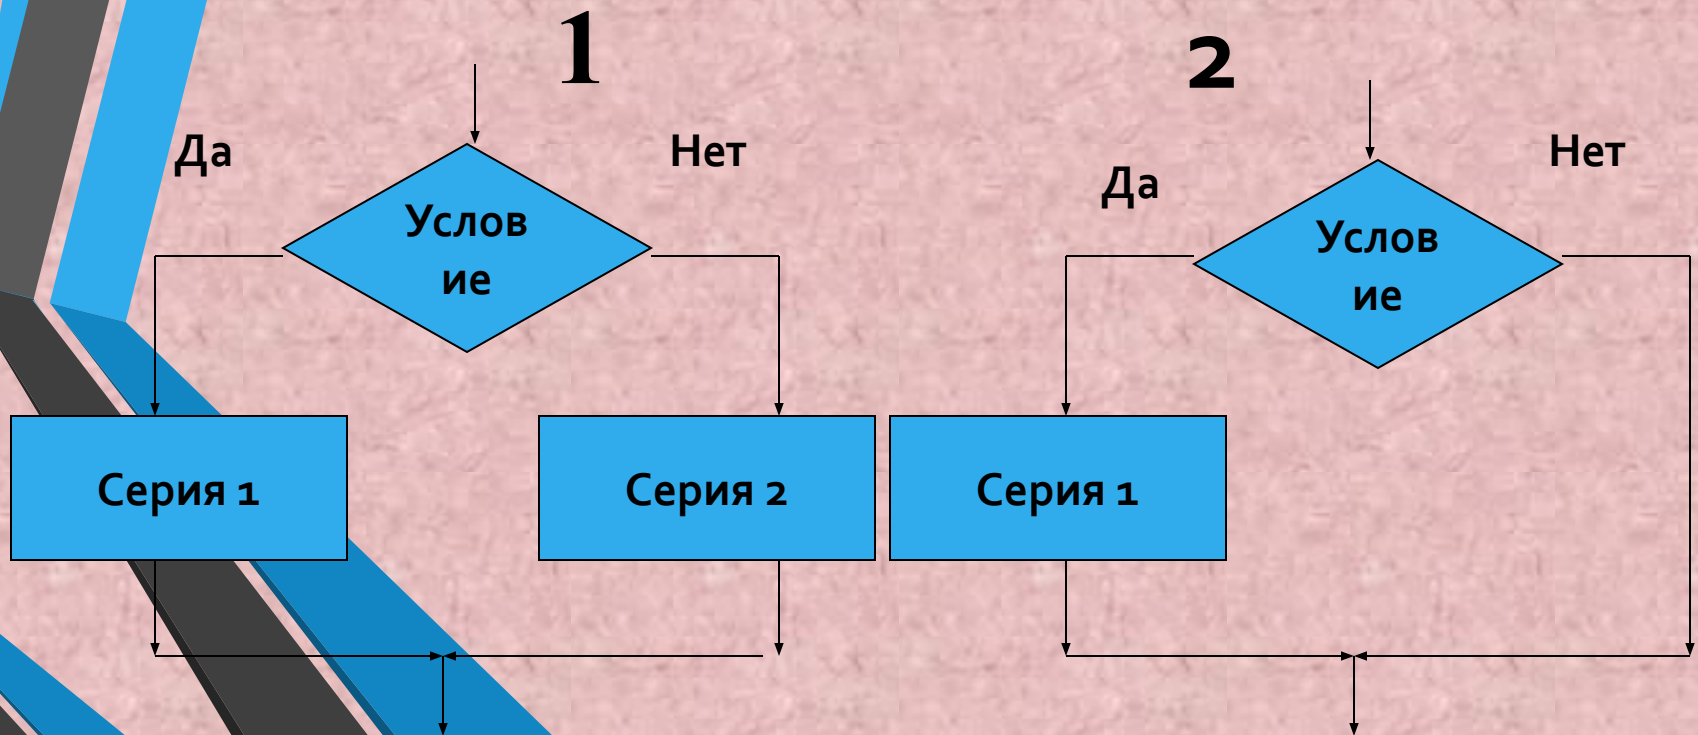 1
Да
Нет
Услов
ие
Серия 1
Серия 2
2
Да
Нет
Услов
ие
Серия 1